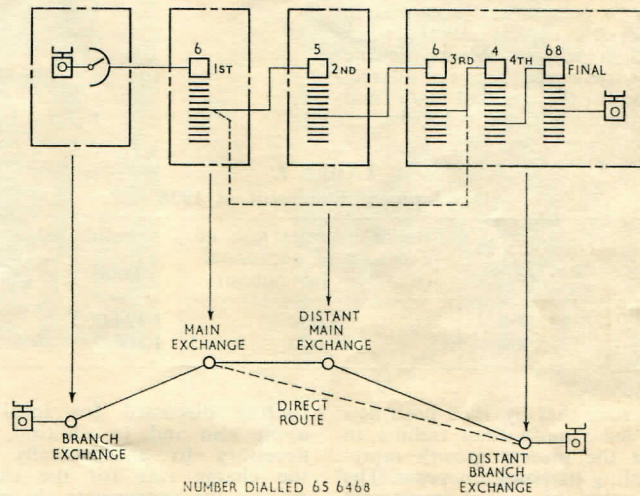 6 5 6 4 68
1ST 2ND 3RD 4TH FINAL
MAIN
EXCHANGE
DISTANT
MAIN
EXCHANGE
DIRECT
ROUTE
BRANCH
EXCHANGE
DISTANT
BRANCH
EXCHANGE
NUMBER DIALLED 65 6468